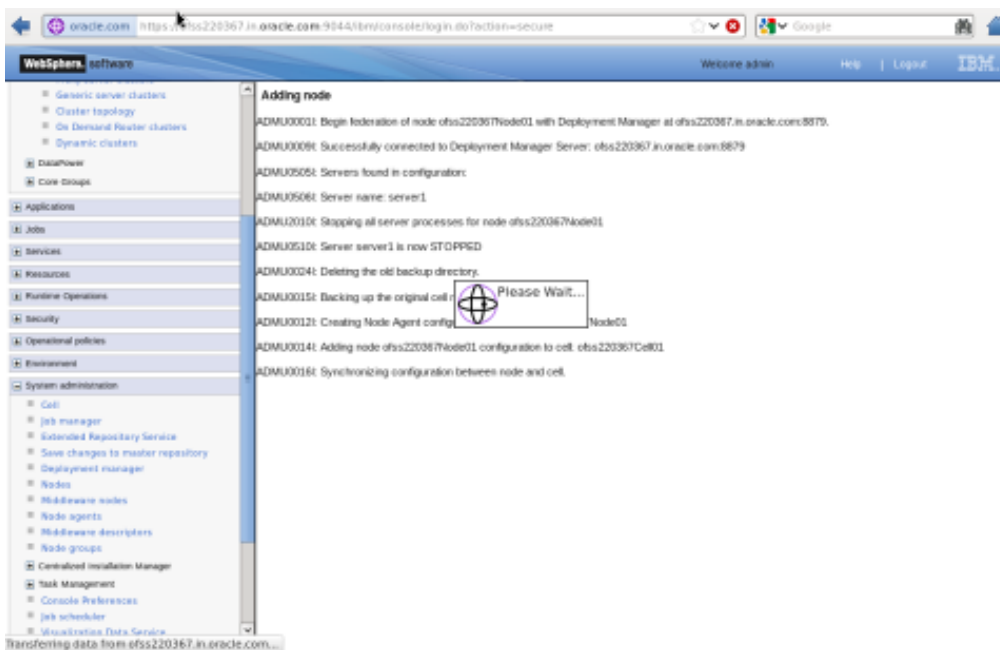 oracle.com https://ofss220367.in.oracle.com:9044/ibm/console/login.do?action=secure Google
WebSphere. software Welcome admin Help | Logout IBM.
Generic server clusters
Cluster topology
On Demand Router clusters
Dynamic clusters
DataPower
Core Groups
Applications
Jobs
Services
Resources
Runtime Operations
Security
Operational policies
Environment
System administration
Cell
Job manager
Extended Repository Service
Save changes to master repository
Deployment manager
Nodes
Middleware nodes
Node agents
Middleware descriptors
Node groups
Centralized Installation Manager
Task Management
Console Preferences
Job scheduler
Visualization Data Service
Adding node
ADMU0001I: Begin federation of node ofss220367Node01 with Deployment Manager at ofss220367.in.oracle.com:8879.
ADMU0009I: Successfully connected to Deployment Manager Server: ofss220367.in.oracle.com:8879
ADMU0505I: Servers found in configuration:
ADMU0506I: Server name: server1
ADMU2010I: Stopping all server processes for node ofss220367Node01
ADMU0510I: Server server1 is now STOPPED
ADMU0024I: Deleting the old backup directory.
ADMU0015I: Backing up the original cell
ADMU0012I: Creating Node Agent config Node01
ADMU0014I: Adding node ofss220367Node01 configuration to cell: ofss220367Cell01
ADMU0016I: Synchronizing configuration between node and cell.
Please Wait...
Transferring data from ofss220367.in.oracle.com...